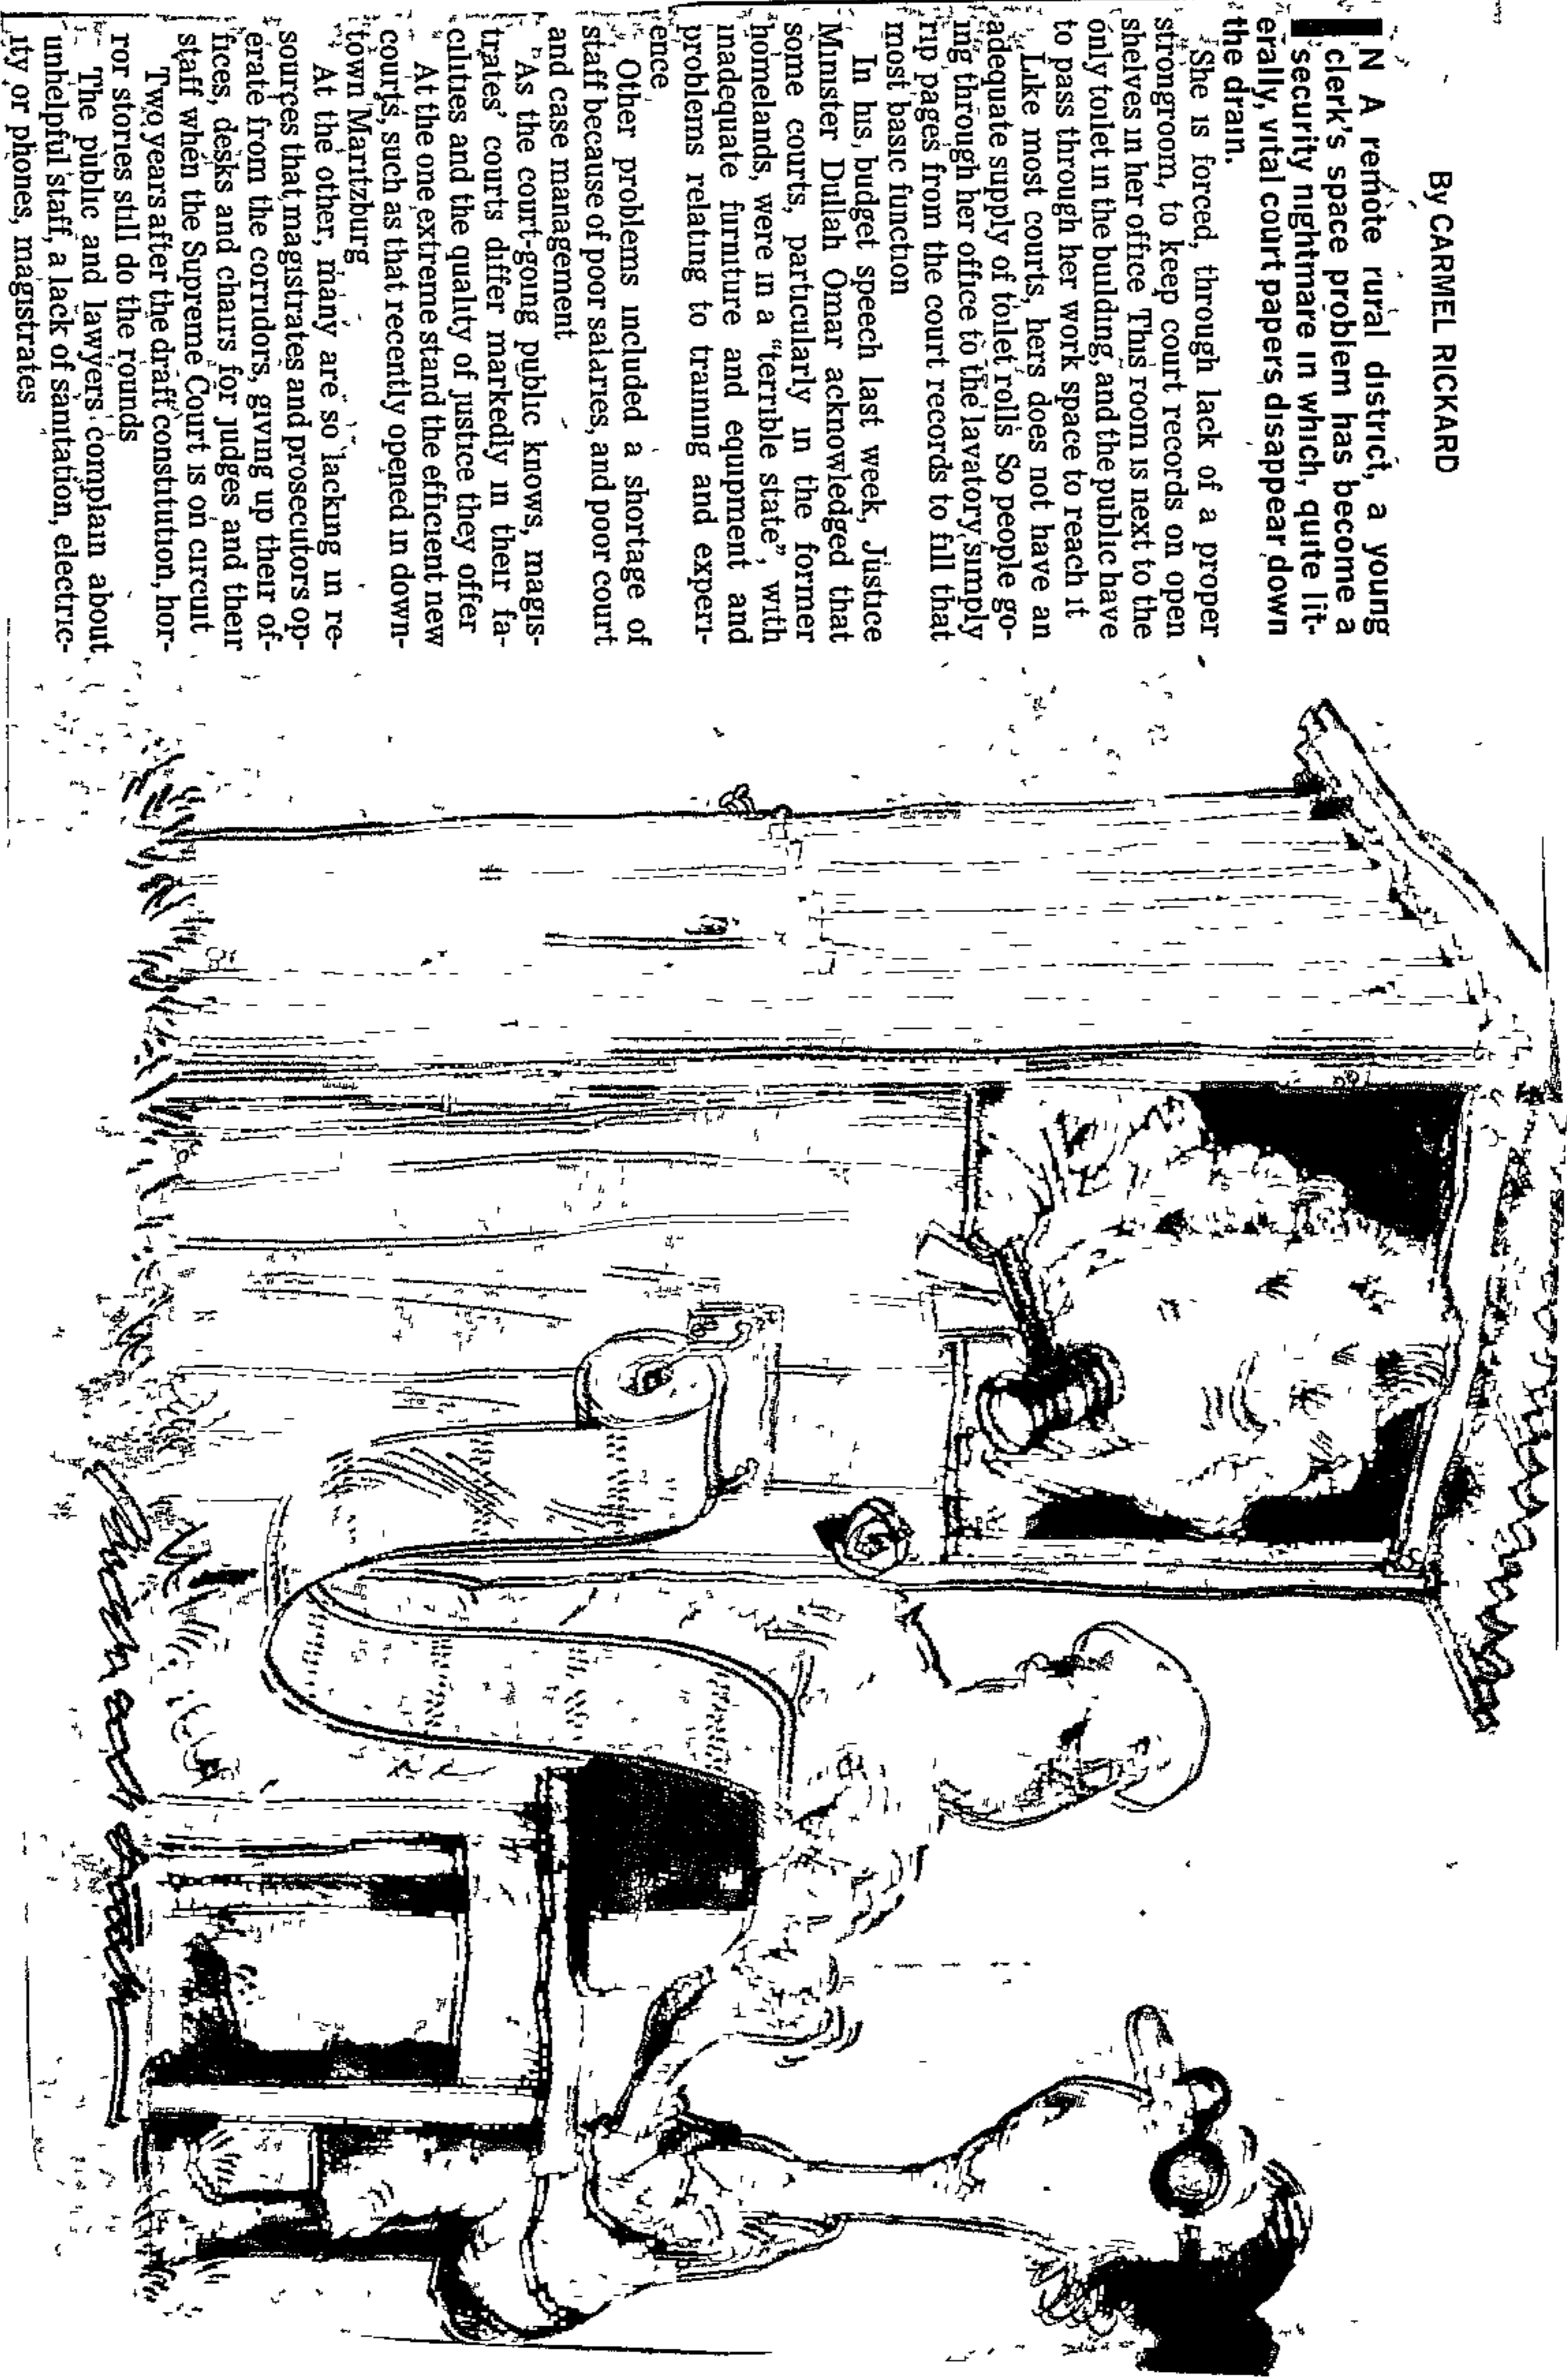 By CARMEL RICKARD
IN A remote rural district, a young
clerk's space problem has become a
security nightmare in which, quite lit-
erally, vital court papers disappear down
the drain.
She is forced, through lack of a proper
strongroom, to keep court records on open
shelves in her office This room is next to the
only toilet in the building, and the public have
to pass through her work space to reach it
Like most courts, hers does not have an
adequate supply of toilet rolls So people go-
ing through her office to the lavatory simply
rip pages from the court records to fill that
most basic function
In his budget speech last week, Justice
Minister Dullah Omar acknowledged that
some courts, particularly in the former
homelands, were in a "terrible state", with
inadequate furniture and equipment and
problems relating to training and experi-
ence
Other problems included a shortage of
staff because of poor salaries, and poor court
and case management
As the court-going public knows, magis-
trates' courts differ markedly in their fa-
cilities and the quality of justice they offer
At the one extreme stand the efficient new
courts, such as that recently opened in down-
town Maritzburg
At the other, many are so lacking in re-
sources that magistrates and prosecutors op-
erate from the corridors, giving up their of-
fices, desks and chairs for judges and their
staff when the Supreme Court is on circuit
Two years after the draft constitution, hor-
ror stories still do the rounds
The public and lawyers complain about
unhelpful staff, a lack of sanitation, electric-
ity or phones, magistrates